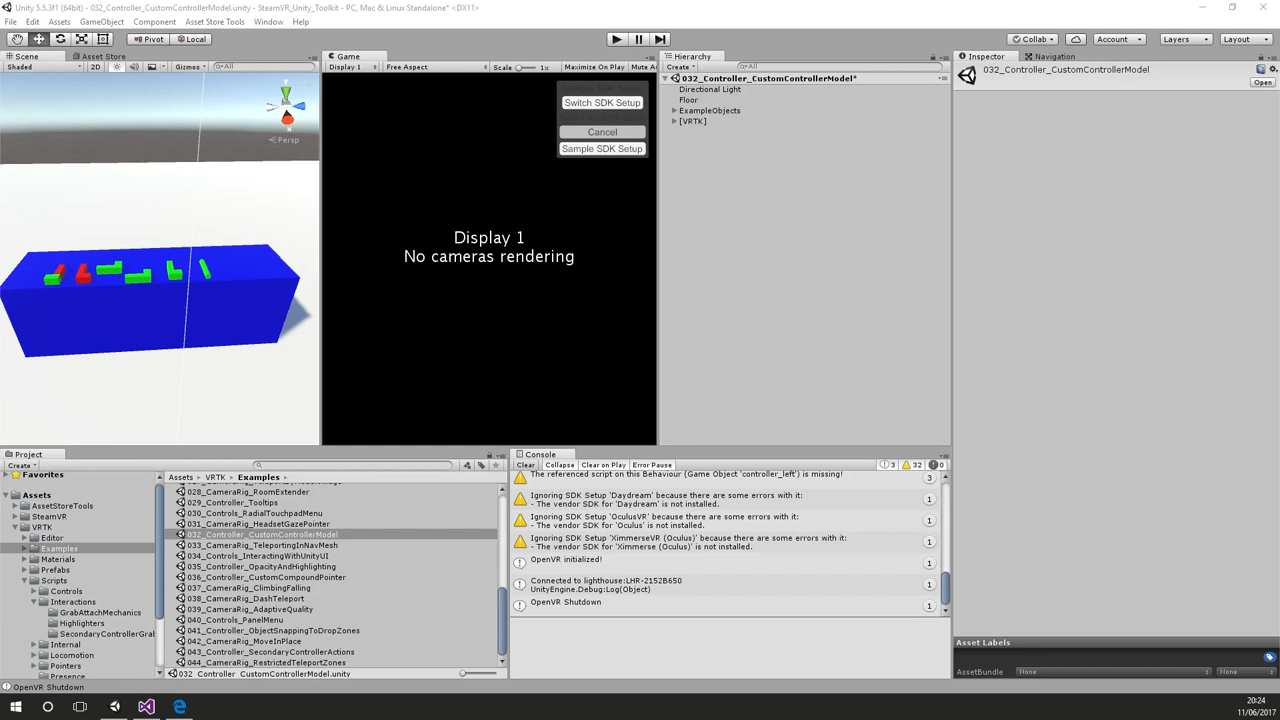 Unity 5.5.3f1 (64bit) - 032_Controller_CustomControllerModel.unity - SteamVR_Unity_Toolkit - PC, Mac & Linux Standalone* <DX11>
File Edit Assets GameObject Component Asset Store Tools Window Help
Pivot Local Collab Account Layers Layout
Scene Asset Store Game Hierarchy Inspector Navigation
Shaded 2D Gizmos All Display 1 Free Aspect Scale 1x Maximize On Play Mute Au Create All
032_Controller_CustomControllerModel*
Directional Light
Floor
ExampleObjects
[VRTK]
032_Controller_CustomControllerModel
Open
y
Persp
Switch SDK Setup
Cancel
Sample SDK Setup
Display 1
No cameras rendering
Project
Create
Favorites
Assets
AssetStoreTools
SteamVR
VRTK
Editor
Examples
Materials
Prefabs
Scripts
Controls
Interactions
GrabAttachMechanics
Highlighters
SecondaryControllerGral
Internal
Locomotion
Pointers
Presence
Assets VRTK Examples
028_CameraRig_RoomExtender
029_Controller_Tooltips
030_Controls_RadialTouchpadMenu
031_CameraRig_HeadsetGazePointer
032_Controller_CustomControllerModel
033_CameraRig_TeleportingInNavMesh
034_Controls_InteractingWithUnityUI
035_Controller_OpacityAndHighlighting
036_Controller_CustomCompoundPointer
037_CameraRig_ClimbingFalling
038_CameraRig_DashTeleport
039_CameraRig_AdaptiveQuality
040_Controls_PanelMenu
041_Controller_ObjectSnappingToDropZones
042_CameraRig_MoveInPlace
043_Controller_SecondaryControllerActions
044_CameraRig_RestrictedTeleportZones
032_Controller_CustomControllerModel.unity
Console
Clear Collapse Clear on Play Error Pause 3 32 0
The referenced script on this Behaviour (Game Object 'controller_left') is missing! 3
Ignoring SDK Setup 'Daydream' because there are some errors with it:
- The vendor SDK for 'Daydream' is not installed. 1
Ignoring SDK Setup 'OculusVR' because there are some errors with it:
- The vendor SDK for 'Oculus' is not installed. 1
Ignoring SDK Setup 'XimmerseVR (Oculus)' because there are some errors with it:
- The vendor SDK for 'Ximmerse (Oculus)' is not installed. 1
OpenVR initialized! 1
Connected to lighthouse:LHR-2152B650
UnityEngine.Debug:Log(Object) 1
OpenVR Shutdown 1
Asset Labels
AssetBundle None None
OpenVR Shutdown
20:24
11/06/2017